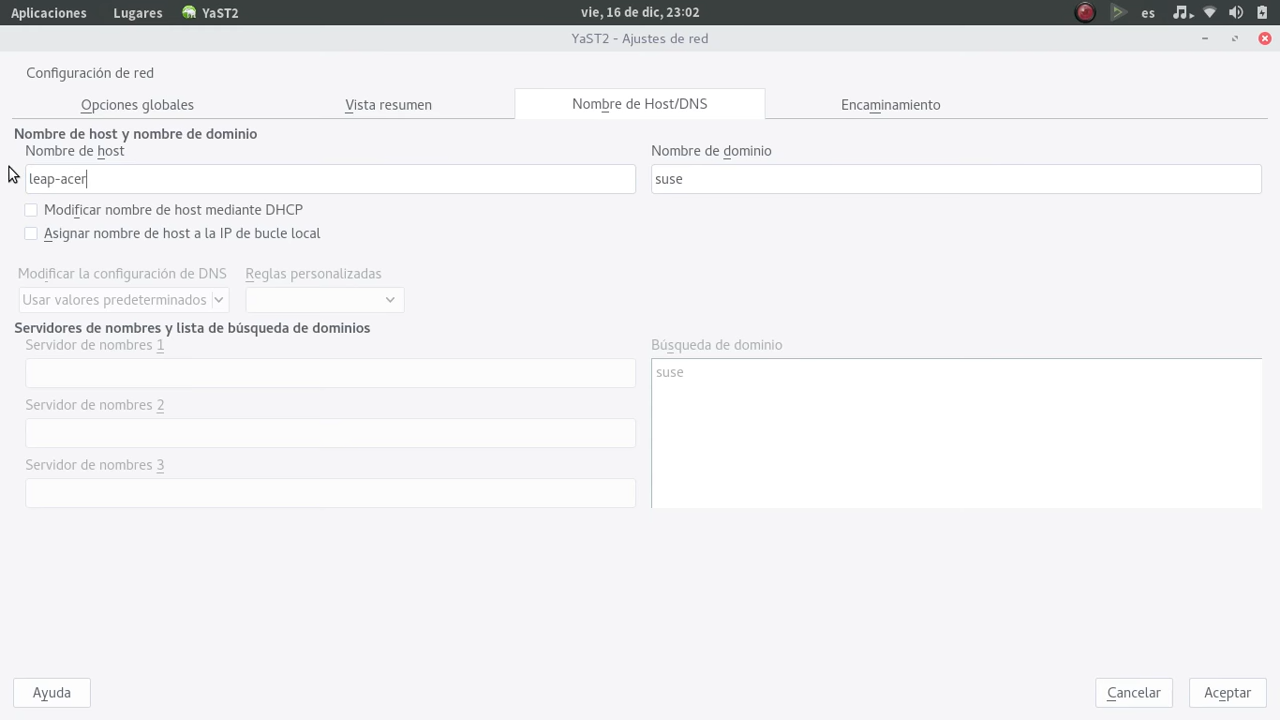 Aplicaciones Lugares YaST2 vie, 16 de dic, 23:02 es
YaST2 - Ajustes de red
Configuración de red
Opciones globales Vista resumen Nombre de Host/DNS Encaminamiento
Nombre de host y nombre de dominio
Nombre de host Nombre de dominio
leap-acer suse
Modificar nombre de host mediante DHCP
Asignar nombre de host a la IP de bucle local
Modificar la configuración de DNS Reglas personalizadas
Usar valores predeterminados
Servidores de nombres y lista de búsqueda de dominios
Servidor de nombres 1 Búsqueda de dominio
suse
Servidor de nombres 2
Servidor de nombres 3
Ayuda Cancelar Aceptar